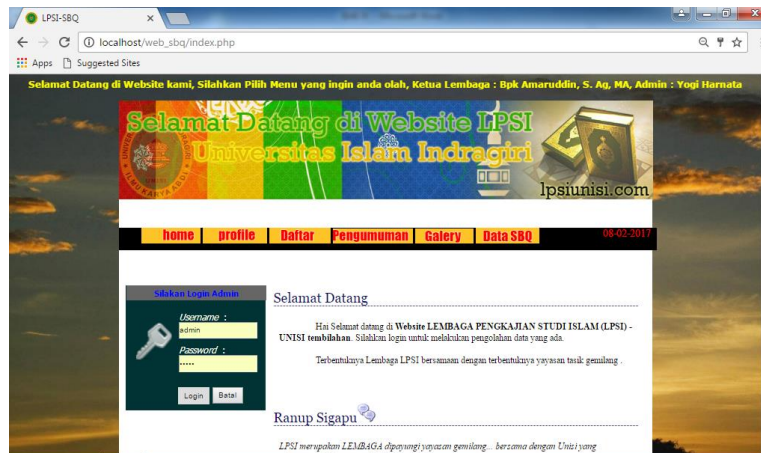 LPSI-SBQ
localhost/web_sbq/index.php
Apps Suggested Sites
Selamat Datang di Website kami, Silahkan Pilih Menu yang ingin anda olah, Ketua Lembaga : Bpk Amaruddin, S. Ag, MA, Admin : Yogi Harnata
Selamat Datang di Website LPSI
Universitas Islam Indragiri
lpsiunisi.com
home profile Daftar Pengumuman Galery Data SBQ 08-02-2017
Silakan Login Admin
Username :
admin
Password :
•••••
Login Batal
Selamat Datang
Hai Selamat datang di Website LEMBAGA PENGKAJIAN STUDI ISLAM (LPSI) -
UNISI tembilahan. Silahkan login untuk melakukan pengolahan data yang ada.
Terbentuknya Lembaga LPSI bersamaan dengan terbentuknya yayasan tasik gemilang .
Ranup Sigapu
LPSI merupakan LEMBAGA dipayungi yayasan gemilang... bersama dengan Unisi yang